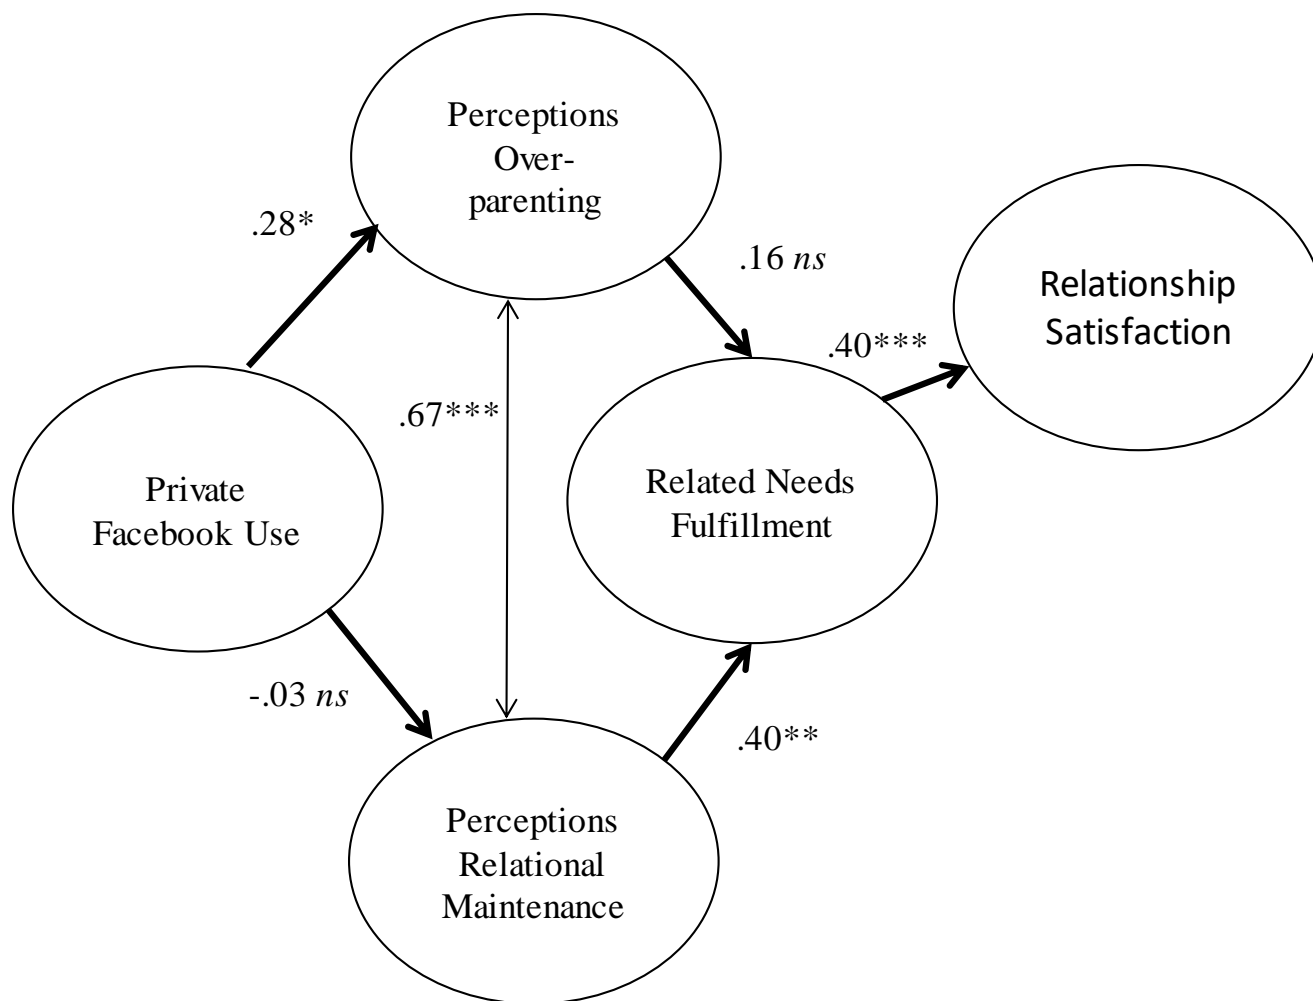 Perceptions
Over-
parenting
.28*
.16 ns
Relationship
Satisfaction
.40***
.67***
Private
Facebook Use
Related Needs
Fulfillment
-.03 ns
.40**
Perceptions
Relational
Maintenance